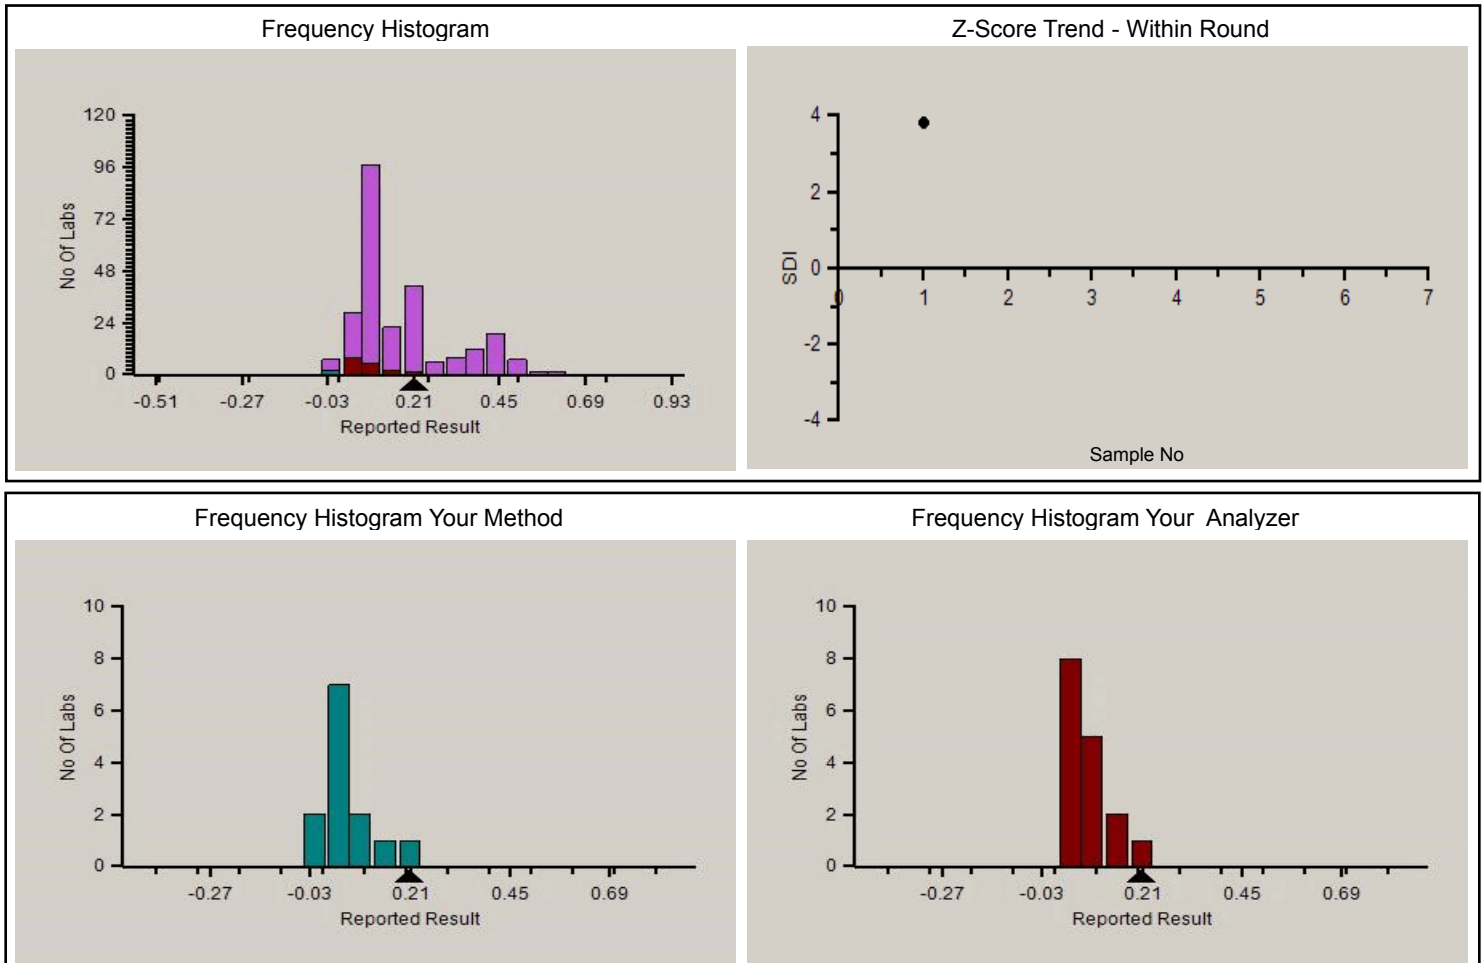 Frequency Histogram
120
96
72
48
24
0
No Of Labs
-0.51 -0.27 -0.03 0.21 0.45 0.69 0.93
Reported Result
Z-Score Trend - Within Round
4
2
0
-2
-4
SDI
0 1 2 3 4 5 6 7
Sample No
Frequency Histogram Your Method
10
8
6
4
2
0
No Of Labs
-0.27 -0.03 0.21 0.45 0.69
Reported Result
Frequency Histogram Your Analyzer
10
8
6
4
2
0
No Of Labs
-0.27 -0.03 0.21 0.45 0.69
Reported Result